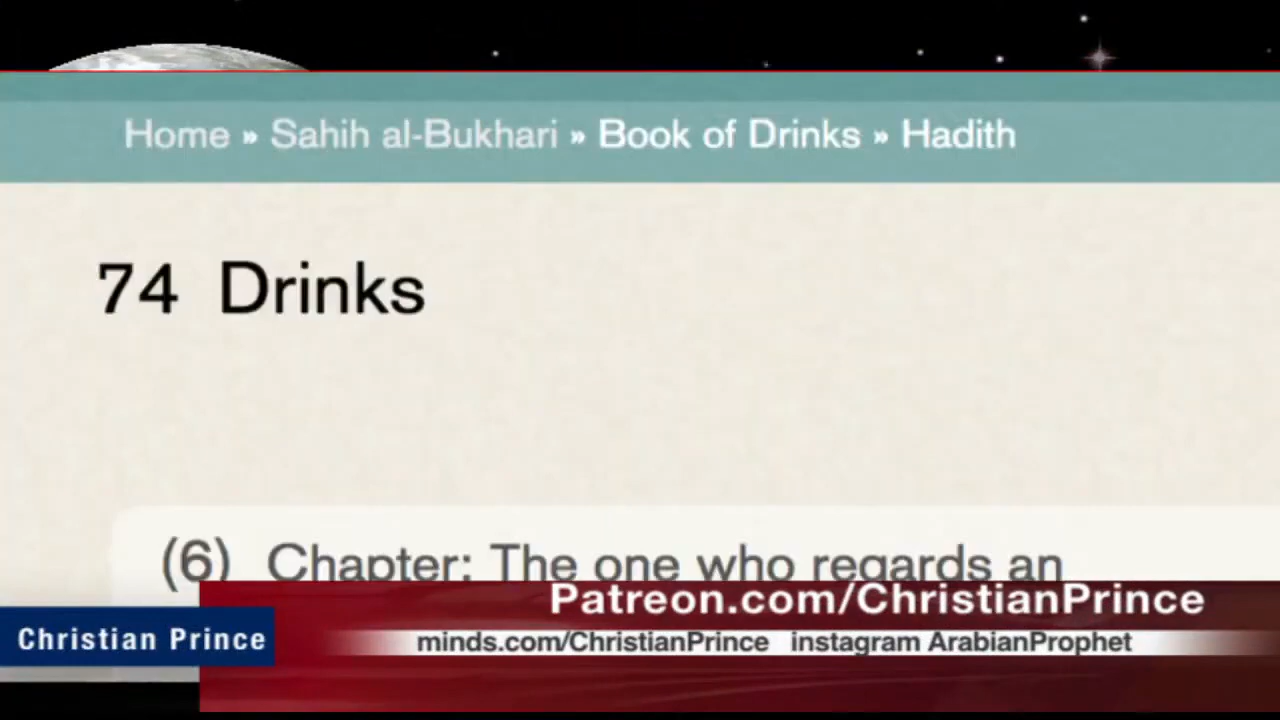 Home » Sahih al-Bukhari » Book of Drinks » Hadith
74 Drinks
(6) Chapter: The one who regards an
Patreon.com/ChristianPrince
Christian Prince
minds.com/ChristianPrince instagram ArabianProphet